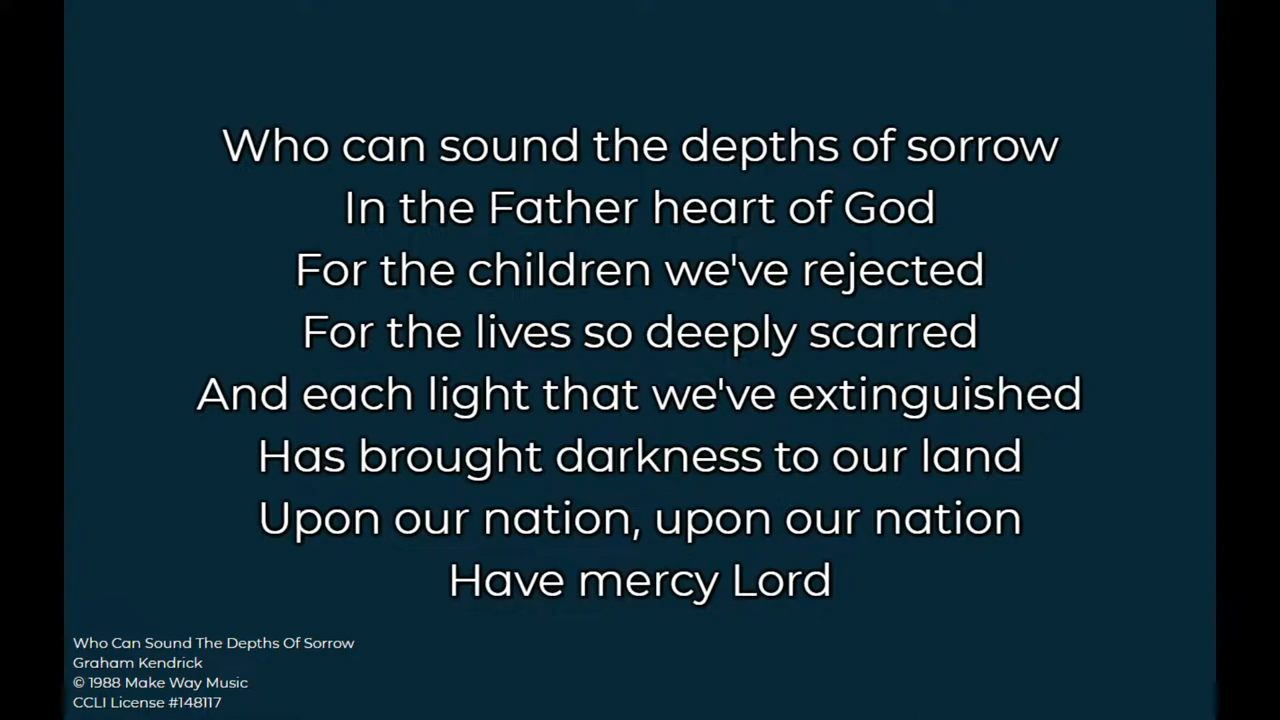 Who can sound the depths of sorrow
In the Father heart of God
For the children we've rejected
For the lives so deeply scarred
And each light that we've extinguished
Has brought darkness to our land
Upon our nation, upon our nation
Have mercy Lord
Who Can Sound The Depths Of Sorrow
Graham Kendrick
© 1988 Make Way Music
CCLI License #148117